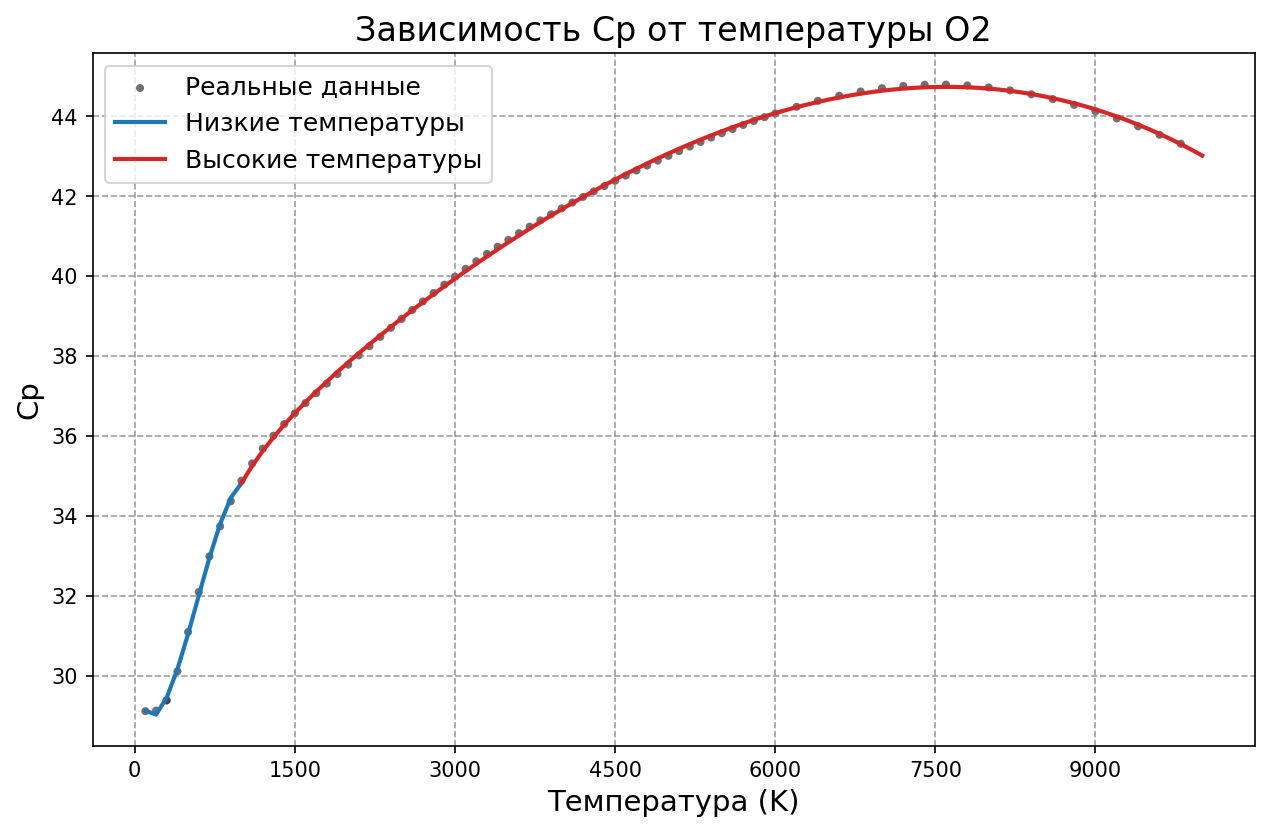 Зависимость Cp от температуры O2
Реальные данные
Низкие температуры
Высокие температуры
Cp
44
42
40
38
36
34
32
30
0 1500 3000 4500 6000 7500 9000
Температура (K)